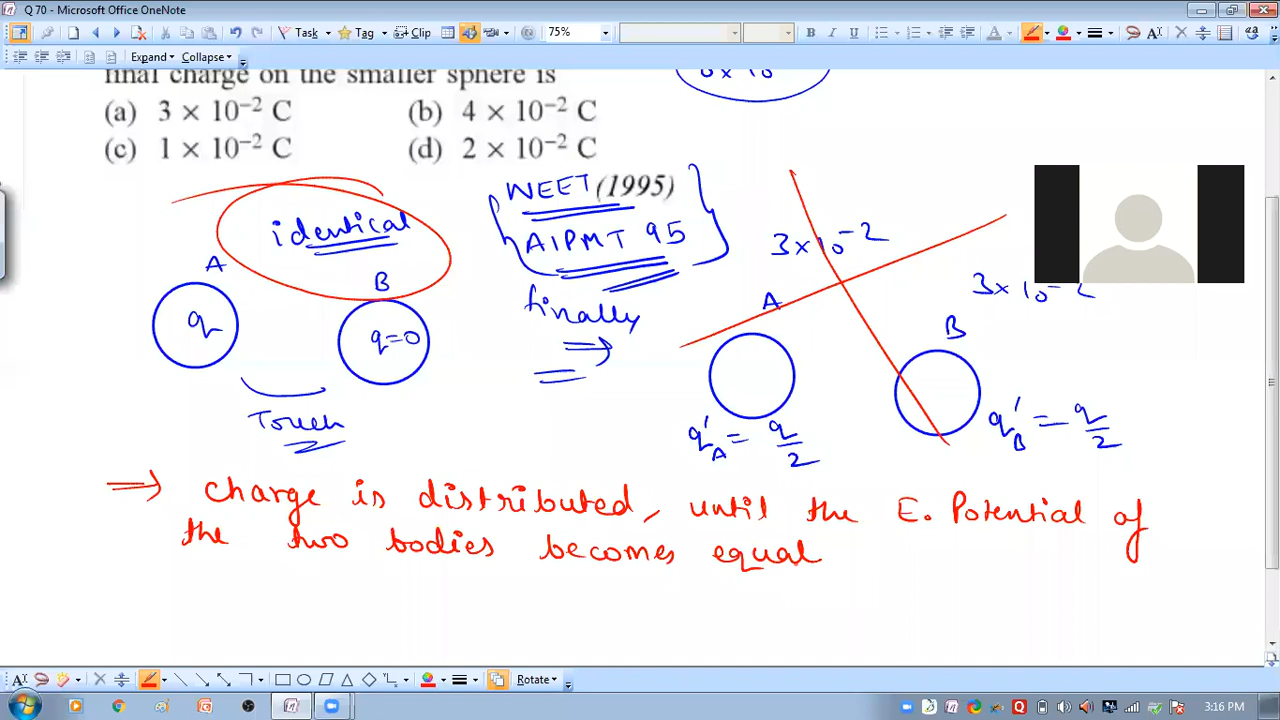 Q 70 - Microsoft Office OneNote
Task Tag Clip 75%
Expand Collapse
final charge on the smaller sphere is
(a) 3 × 10⁻² C (b) 4 × 10⁻² C
(c) 1 × 10⁻² C (d) 2 × 10⁻² C
NEET (1995)
AIPMT 95
identical
A
B
q
q=0
Touch
finally
3×10⁻²
3×10⁻²
A
B
q'A = q/2
q'B = q/2
⇒ charge is distributed, until the E. Potential of
the two bodies becomes equal
Rotate
3:16 PM